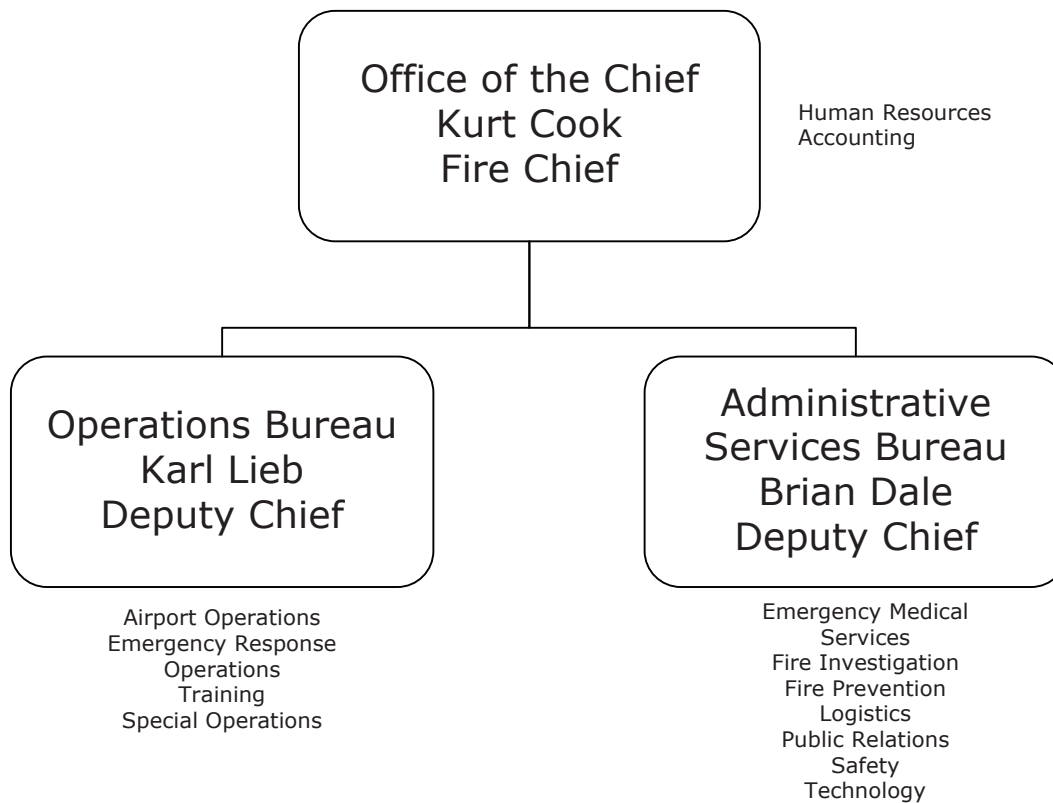 Office of the Chief
Kurt Cook
Fire Chief
Human Resources
Accounting
Operations Bureau
Karl Lieb
Deputy Chief
Airport Operations
Emergency Response
Operations
Training
Special Operations
Administrative
Services Bureau
Brian Dale
Deputy Chief
Emergency Medical
Services
Fire Investigation
Fire Prevention
Logistics
Public Relations
Safety
Technology